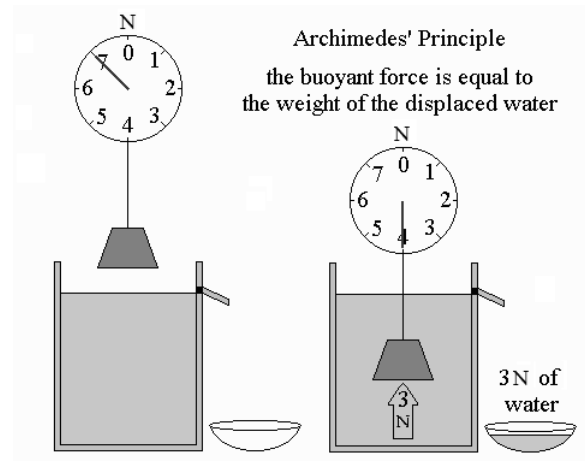 N
0
1
2
3
4
5
6
7
Archimedes' Principle
the buoyant force is equal to
the weight of the displaced water
N
0
1
2
3
4
5
6
7
3
N
3N of
water